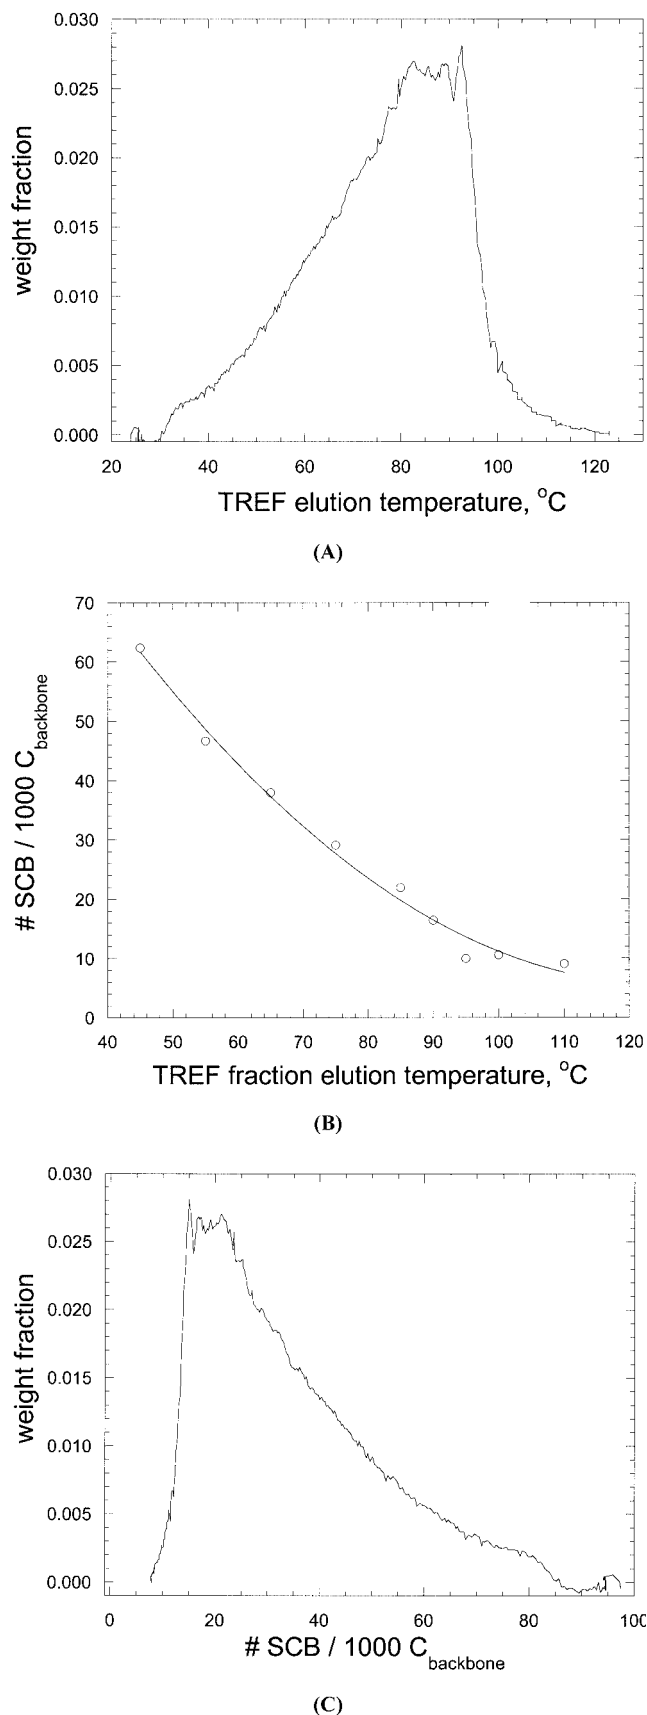 0.030
0.025
0.020
0.015
0.010
0.005
0.000
weight fraction
20 40 60 80 100 120
TREF elution temperature, °C
(A)
70
60
50
40
30
20
10
0
# SCB / 1000 C_backbone
40 50 60 70 80 90 100 110 120
TREF fraction elution temperature, °C
(B)
0.030
0.025
0.020
0.015
0.010
0.005
0.000
weight fraction
0 20 40 60 80 100
# SCB / 1000 C_backbone
(C)